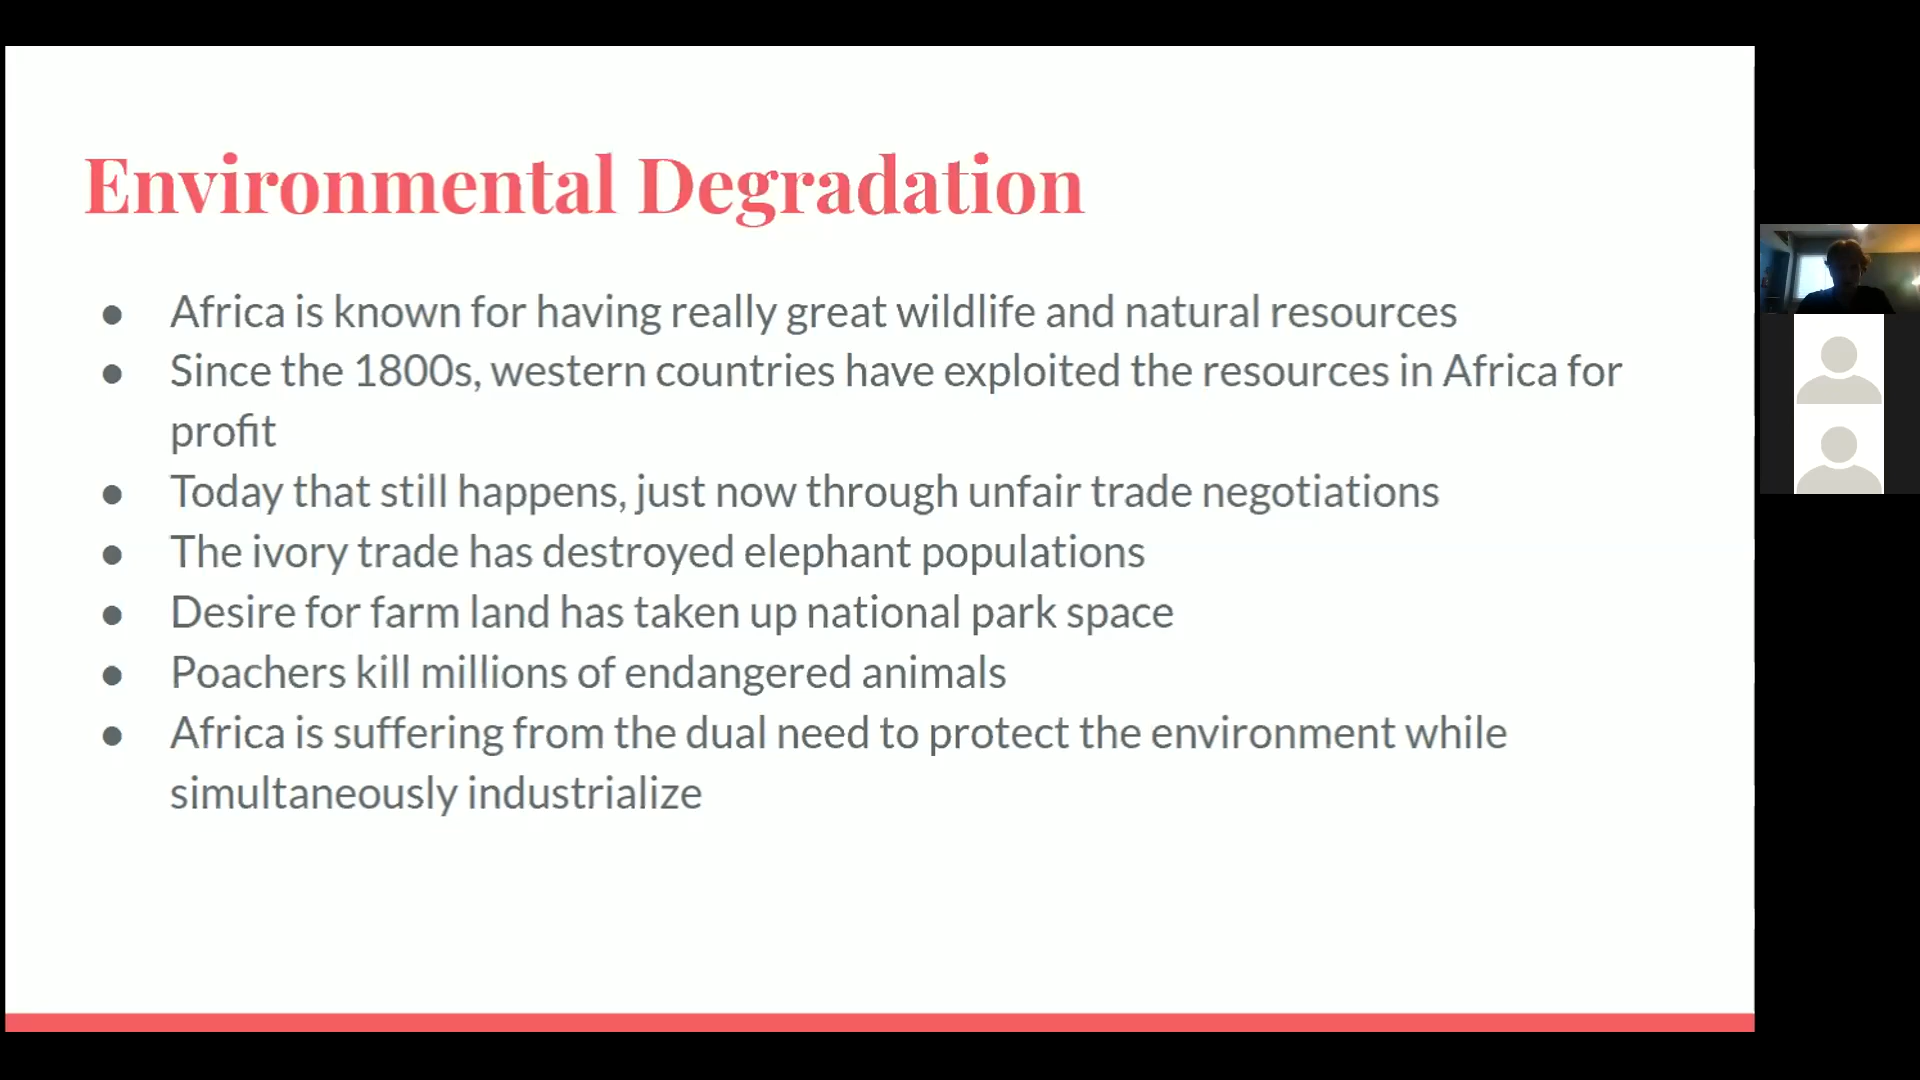 Environmental Degradation
● Africa is known for having really great wildlife and natural resources
● Since the 1800s, western countries have exploited the resources in Africa for
profit
● Today that still happens, just now through unfair trade negotiations
● The ivory trade has destroyed elephant populations
● Desire for farm land has taken up national park space
● Poachers kill millions of endangered animals
● Africa is suffering from the dual need to protect the environment while
simultaneously industrialize